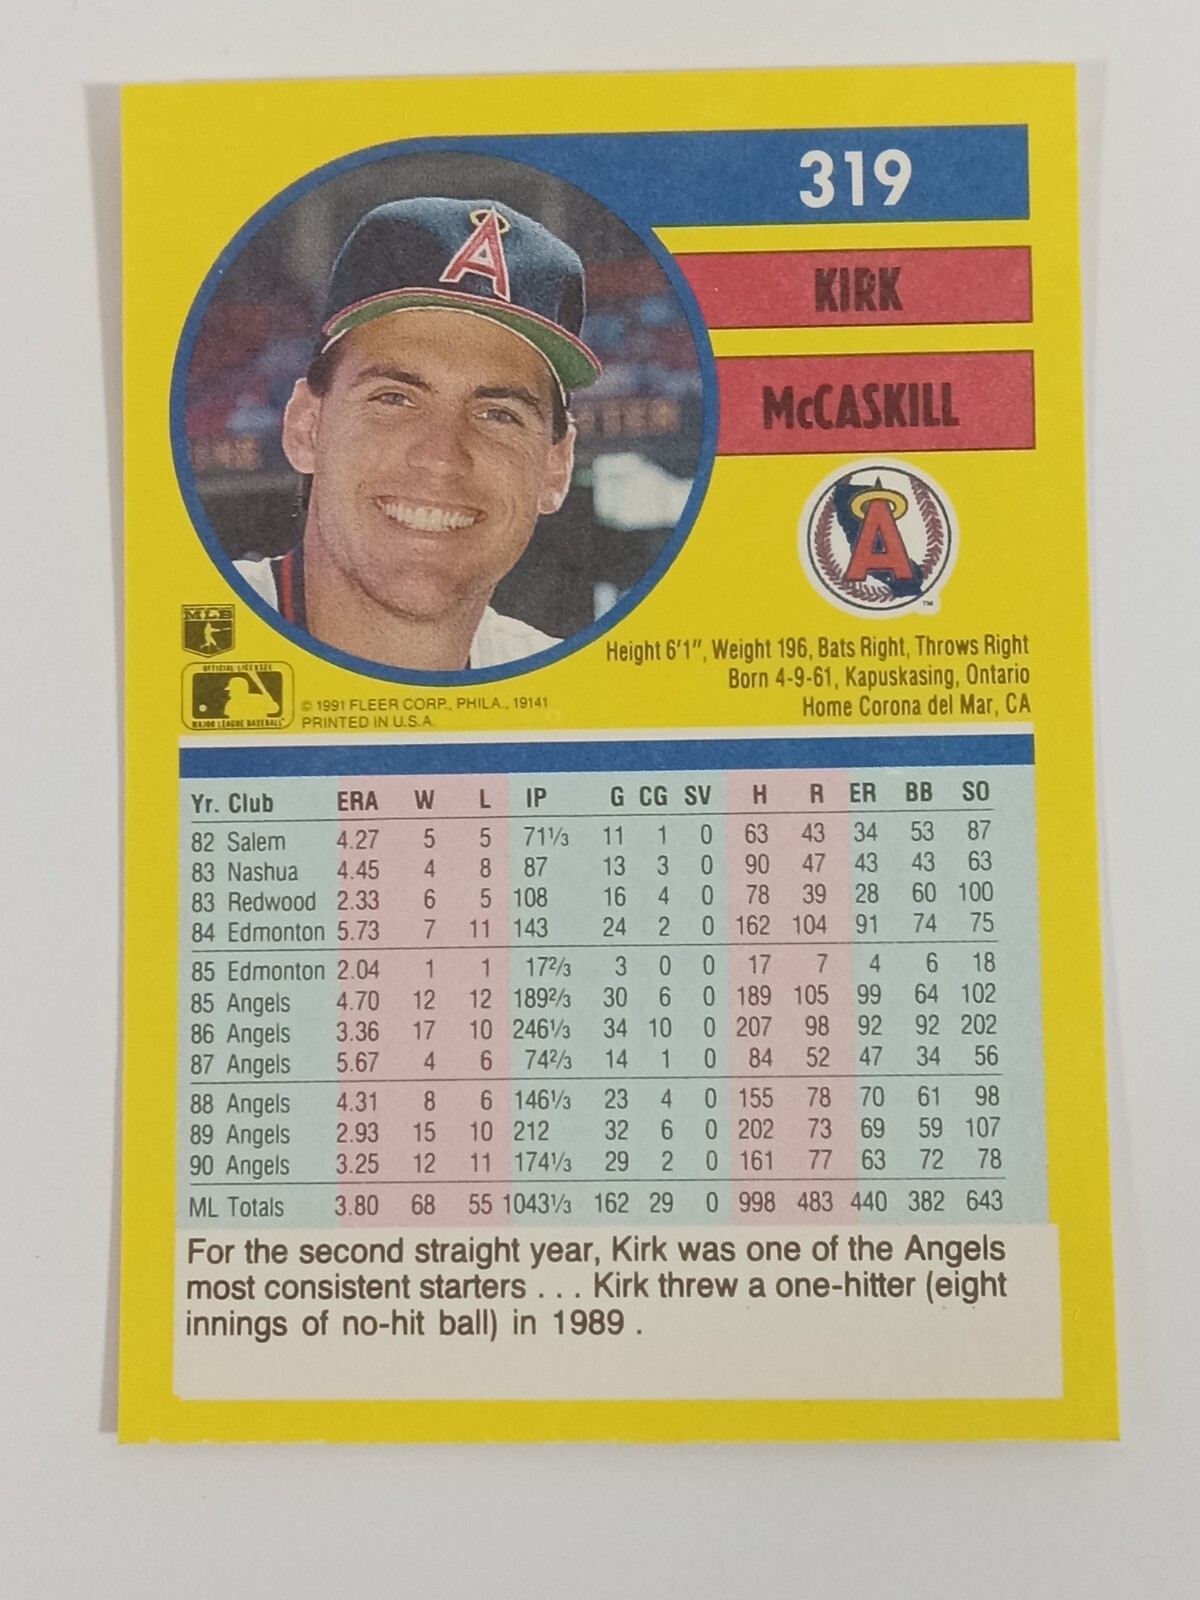 319
KIRK
McCASKILL
A
A
TM
MLB
OFFICIAL LICENSEE
MAJOR LEAGUE BASEBALL
© 1991 FLEER CORP., PHILA., 19141
PRINTED IN U.S.A.
Height 6'1", Weight 196, Bats Right, Throws Right
Born 4-9-61, Kapuskasing, Ontario
Home Corona del Mar, CA
Yr. Club ERA W L IP G CG SV H R ER BB SO
82 Salem 4.27 5 5 71⅓ 11 1 0 63 43 34 53 87
83 Nashua 4.45 4 8 87 13 3 0 90 47 43 43 63
83 Redwood 2.33 6 5 108 16 4 0 78 39 28 60 100
84 Edmonton 5.73 7 11 143 24 2 0 162 104 91 74 75
85 Edmonton 2.04 1 1 17⅔ 3 0 0 17 7 4 6 18
85 Angels 4.70 12 12 189⅔ 30 6 0 189 105 99 64 102
86 Angels 3.36 17 10 246⅓ 34 10 0 207 98 92 92 202
87 Angels 5.67 4 6 74⅔ 14 1 0 84 52 47 34 56
88 Angels 4.31 8 6 146⅓ 23 4 0 155 78 70 61 98
89 Angels 2.93 15 10 212 32 6 0 202 73 69 59 107
90 Angels 3.25 12 11 174⅓ 29 2 0 161 77 63 72 78
ML Totals 3.80 68 55 1043⅓ 162 29 0 998 483 440 382 643
For the second straight year, Kirk was one of the Angels
most consistent starters . . . Kirk threw a one-hitter (eight
innings of no-hit ball) in 1989 .